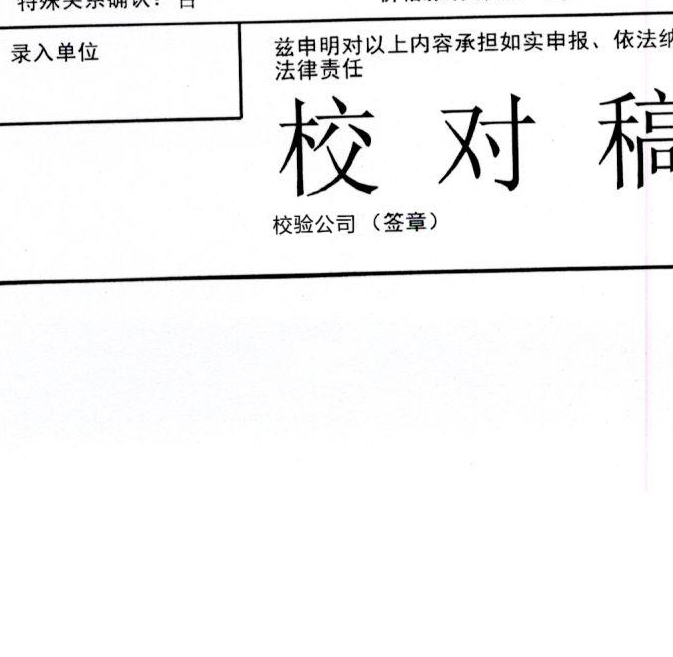 特殊关系确认：否
录入单位
兹申明对以上内容承担如实申报、依法纳
法律责任
校 对 稿
校验公司（签章）